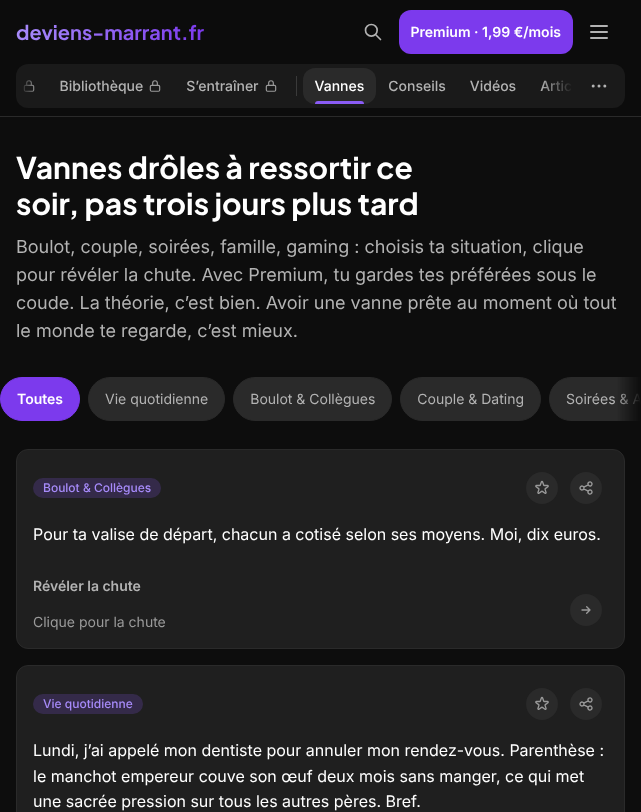 deviens-marrant.fr
Premium · 1,99 €/mois
Bibliothèque
S’entraîner
Vannes
Conseils
Vidéos
Artic
Vannes drôles à ressortir ce
soir, pas trois jours plus tard
Boulot, couple, soirées, famille, gaming : choisis ta situation, clique
pour révéler la chute. Avec Premium, tu gardes tes préférées sous le
coude. La théorie, c’est bien. Avoir une vanne prête au moment où tout
le monde te regarde, c’est mieux.
Toutes
Vie quotidienne
Boulot & Collègues
Couple & Dating
Soirées &
Boulot & Collègues
Pour ta valise de départ, chacun a cotisé selon ses moyens. Moi, dix euros.
Révéler la chute
Clique pour la chute
Vie quotidienne
Lundi, j’ai appelé mon dentiste pour annuler mon rendez-vous. Parenthèse :
le manchot empereur couve son œuf deux mois sans manger, ce qui met
une sacrée pression sur tous les autres pères. Bref.